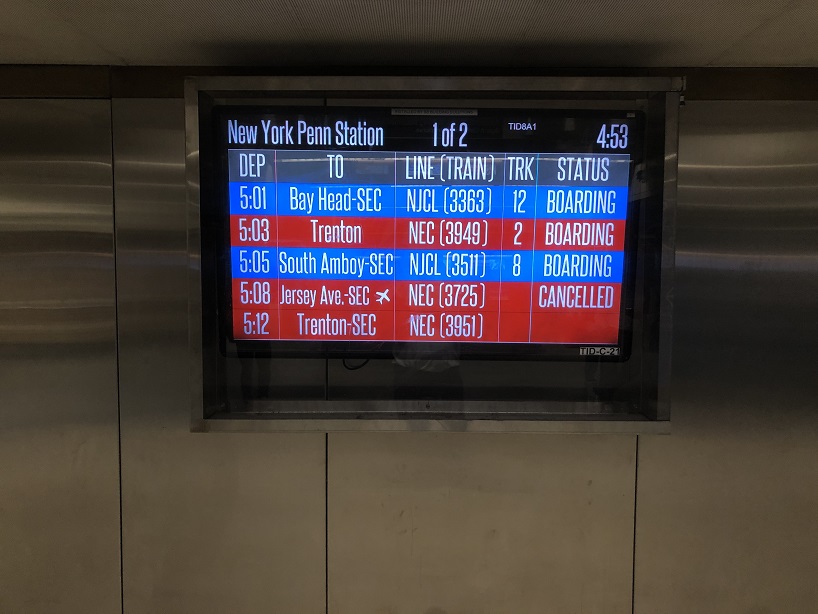 New York Penn Station 1 of 2 TID8A1 4:53
DEP TO LINE (TRAIN) TRK STATUS
5:01 Bay Head-SEC NJCL (3363) 12 BOARDING
5:03 Trenton NEC (3949) 2 BOARDING
5:05 South Amboy-SEC NJCL (3511) 8 BOARDING
5:08 Jersey Ave.-SEC ✈ NEC (3725) CANCELLED
5:12 Trenton-SEC NEC (3951)
TID-C-21